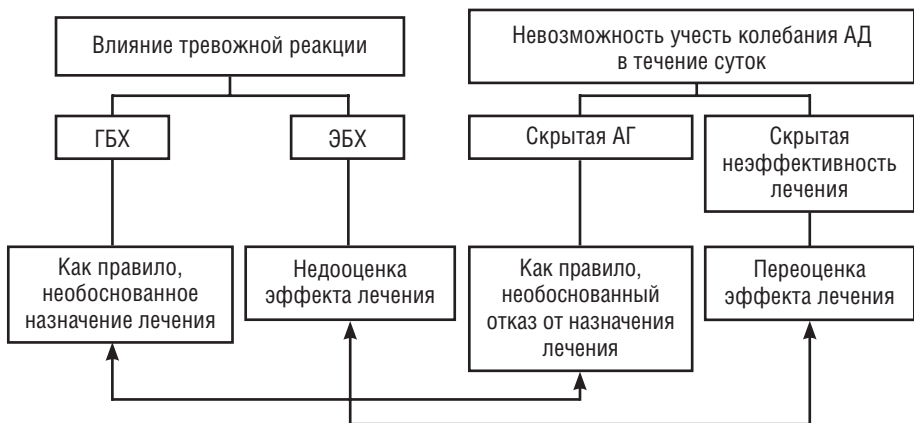 Влияние тревожной реакции
Невозможность учесть колебания АД
в течение суток
ГБХ
ЭБХ
Скрытая АГ
Скрытая
неэффективность
лечения
Как правило,
необоснованное
назначение лечения
Недооценка
эффекта лечения
Как правило,
необоснованный
отказ от назначения
лечения
Переоценка
эффекта лечения